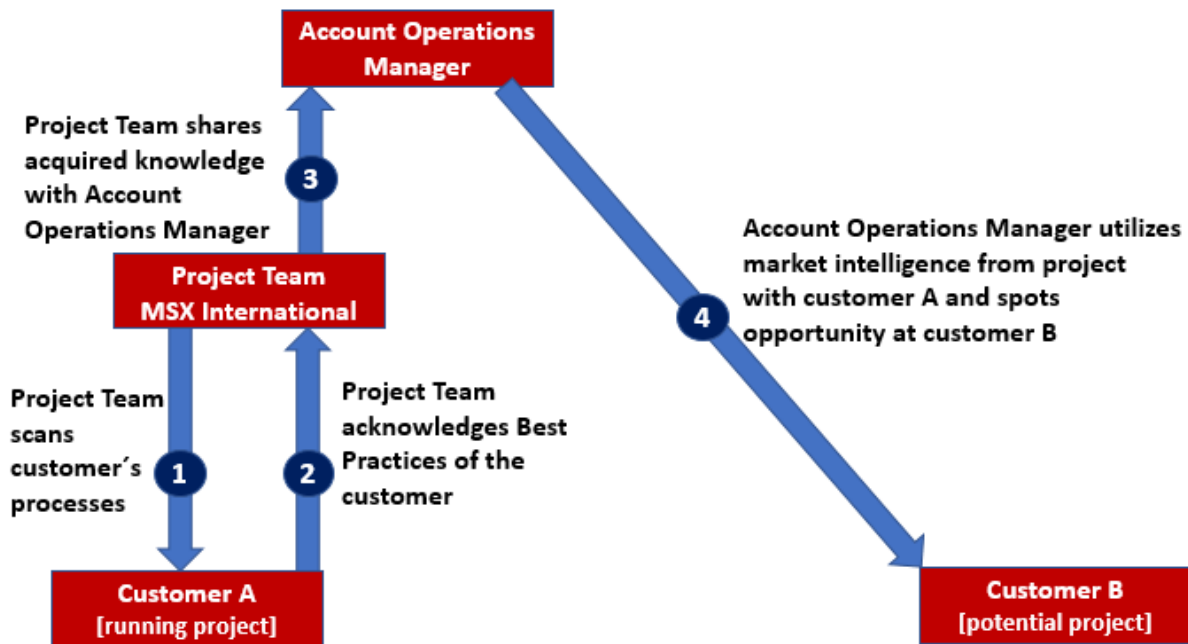 Account Operations
Manager
Project Team shares
acquired knowledge
with Account
Operations Manager
3
Project Team
MSX International
Account Operations Manager utilizes
market intelligence from project
with customer A and spots
opportunity at customer B
4
Project Team
scans
customer´s
processes
1
2
Project Team
acknowledges Best
Practices of the
customer
Customer A
[running project]
Customer B
[potential project]